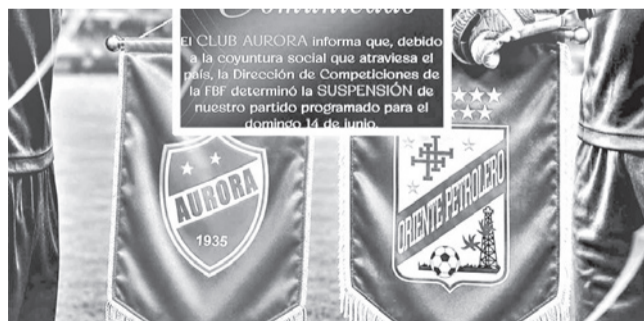 Comunicado
El CLUB AURORA informa que, debido
a la coyuntura social que atraviesa el
país, la Dirección de Competiciones de
la FBF determinó la SUSPENSIÓN de
nuestro partido programado para el
domingo 14 de junio.
AURORA
1935
ORIENTE PETROLERO